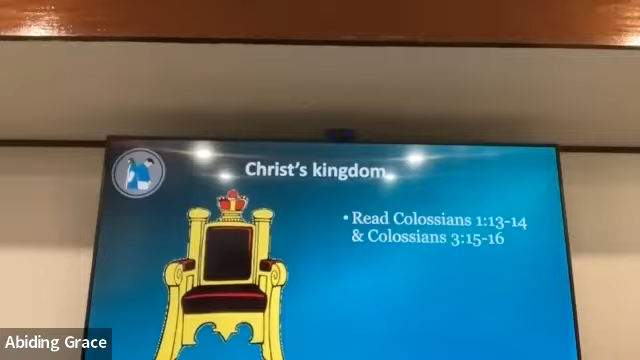 Christ's kingdom
• Read Colossians 1:13-14
& Colossians 3:15-16
Abiding Grace